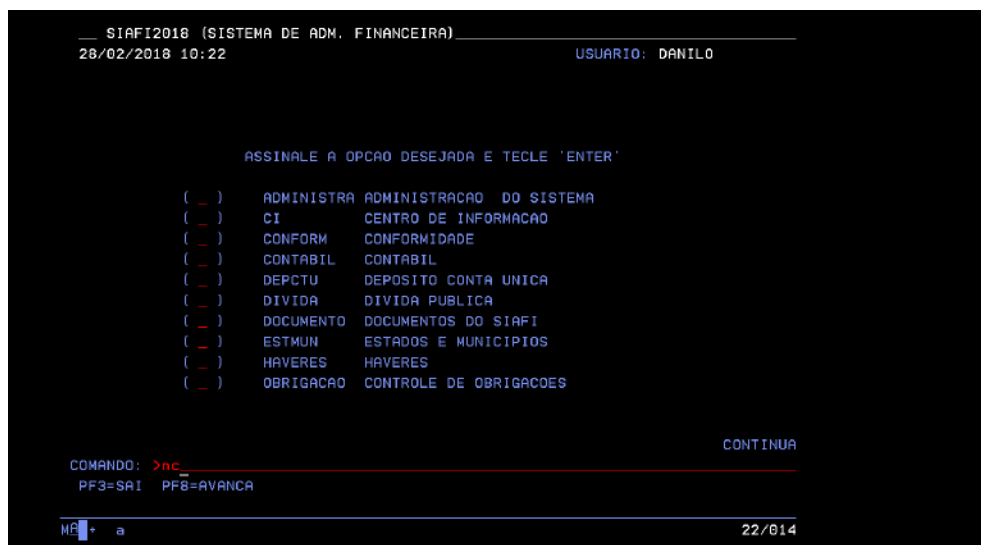 __ SIAFI2018 (SISTEMA DE ADM. FINANCEIRA)
28/02/2018 10:22 USUARIO: DANILO
ASSINALE A OPCAO DESEJADA E TECLE 'ENTER'
( _ ) ADMINISTRA ADMINISTRACAO DO SISTEMA
( _ ) CI CENTRO DE INFORMACAO
( _ ) CONFORM CONFORMIDADE
( _ ) CONTABIL CONTABIL
( _ ) DEPCTU DEPOSITO CONTA UNICA
( _ ) DIVIDA DIVIDA PUBLICA
( _ ) DOCUMENTO DOCUMENTOS DO SIAFI
( _ ) ESTMUN ESTADOS E MUNICIPIOS
( _ ) HAVERES HAVERES
( _ ) OBRIGACAO CONTROLE DE OBRIGACOES
CONTINUA
COMANDO: >nc_
PF3=SAI PF8=AVANCA
MA + a 22/014